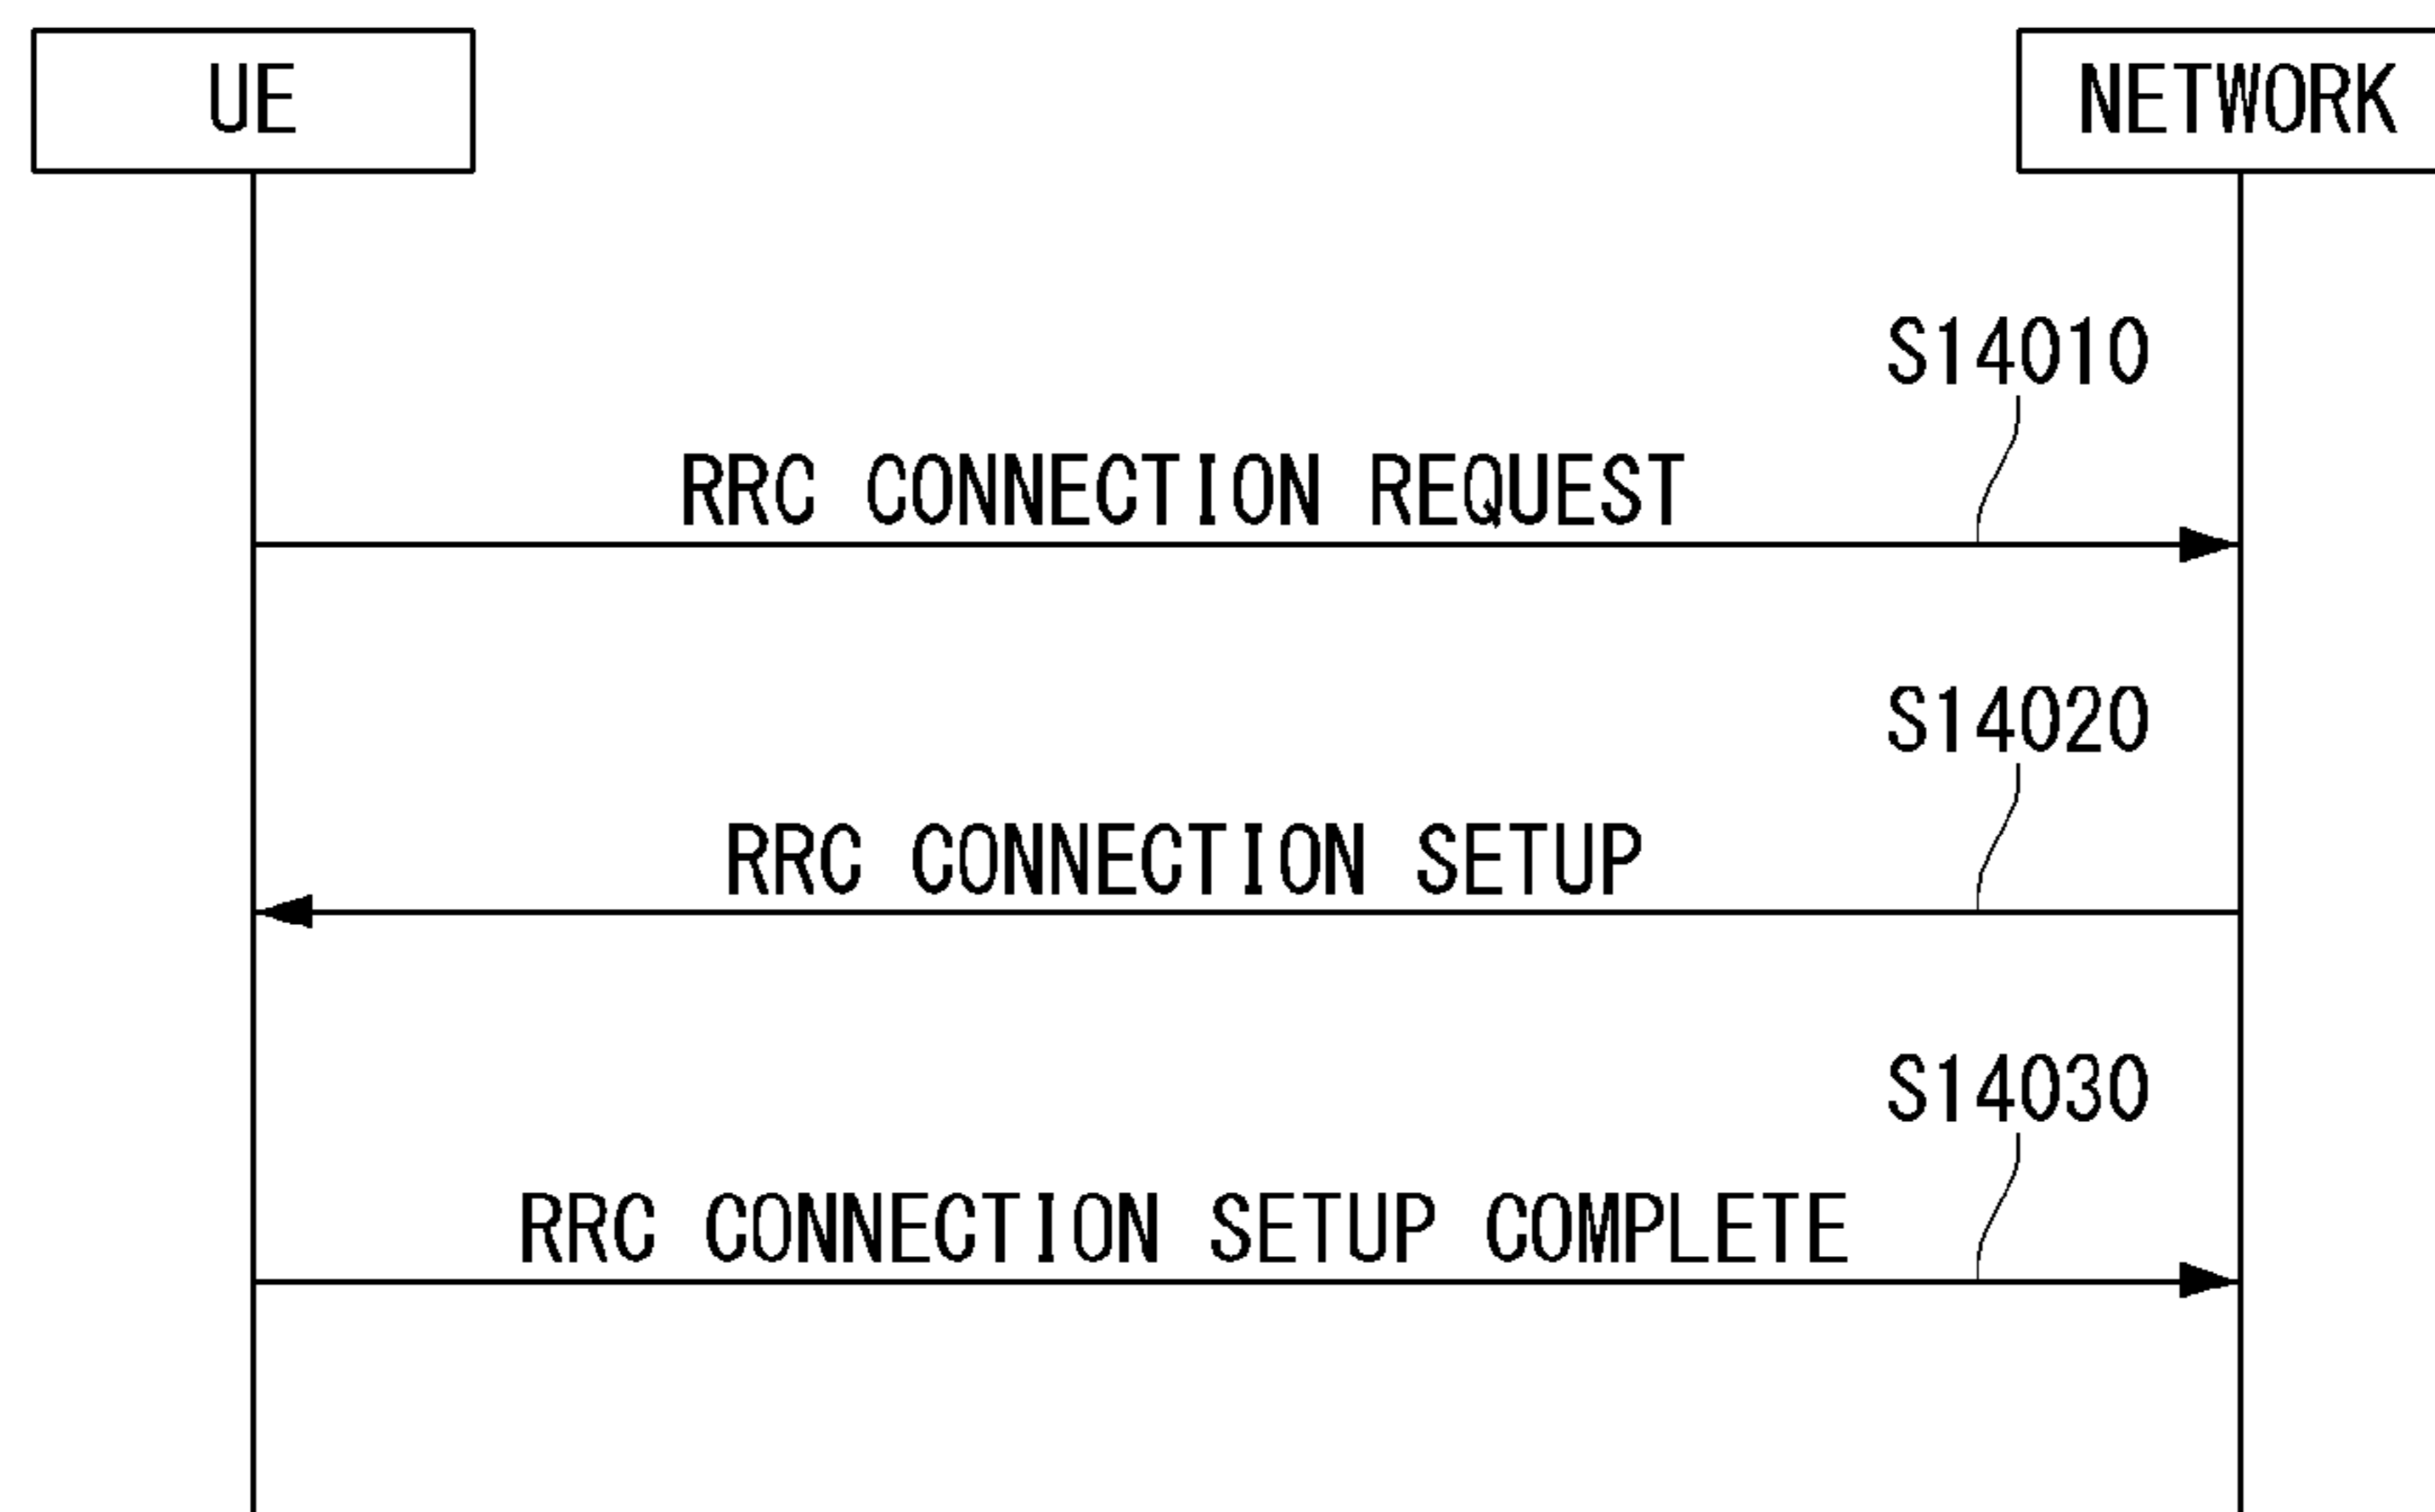 UE
NETWORK
S14010
RRC CONNECTION REQUEST
S14020
RRC CONNECTION SETUP
S14030
RRC CONNECTION SETUP COMPLETE